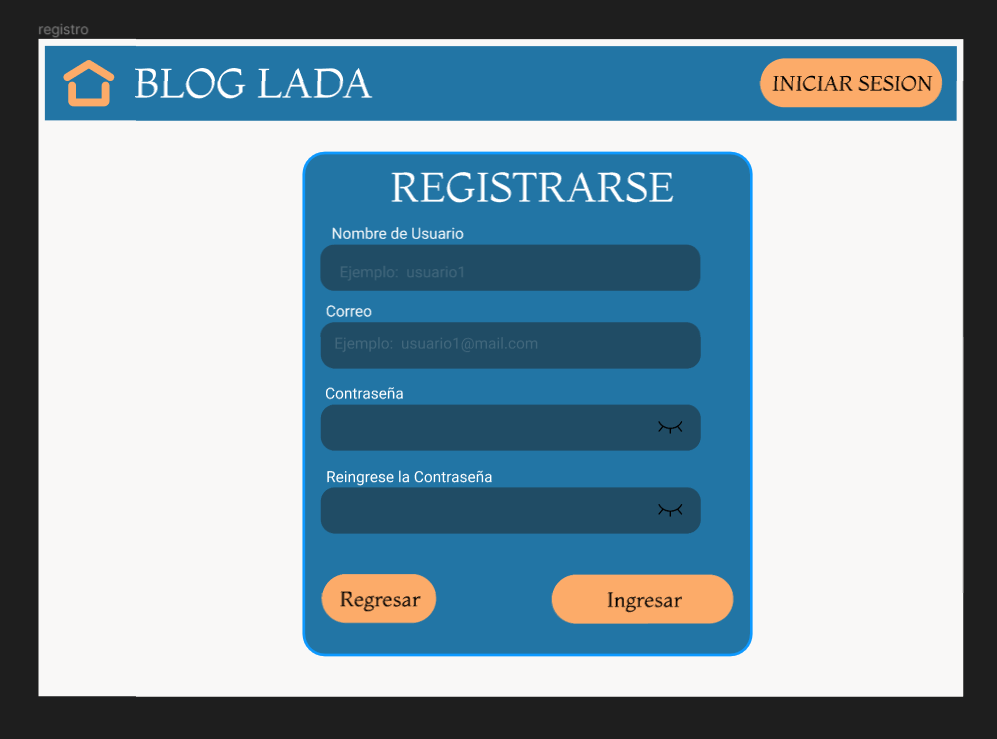 registro
BLOG LADA
INICIAR SESION
REGISTRARSE
Nombre de Usuario
Ejemplo: usuario1
Correo
Ejemplo: usuario1@mail.com
Contraseña
Reingrese la Contraseña
Regresar
Ingresar